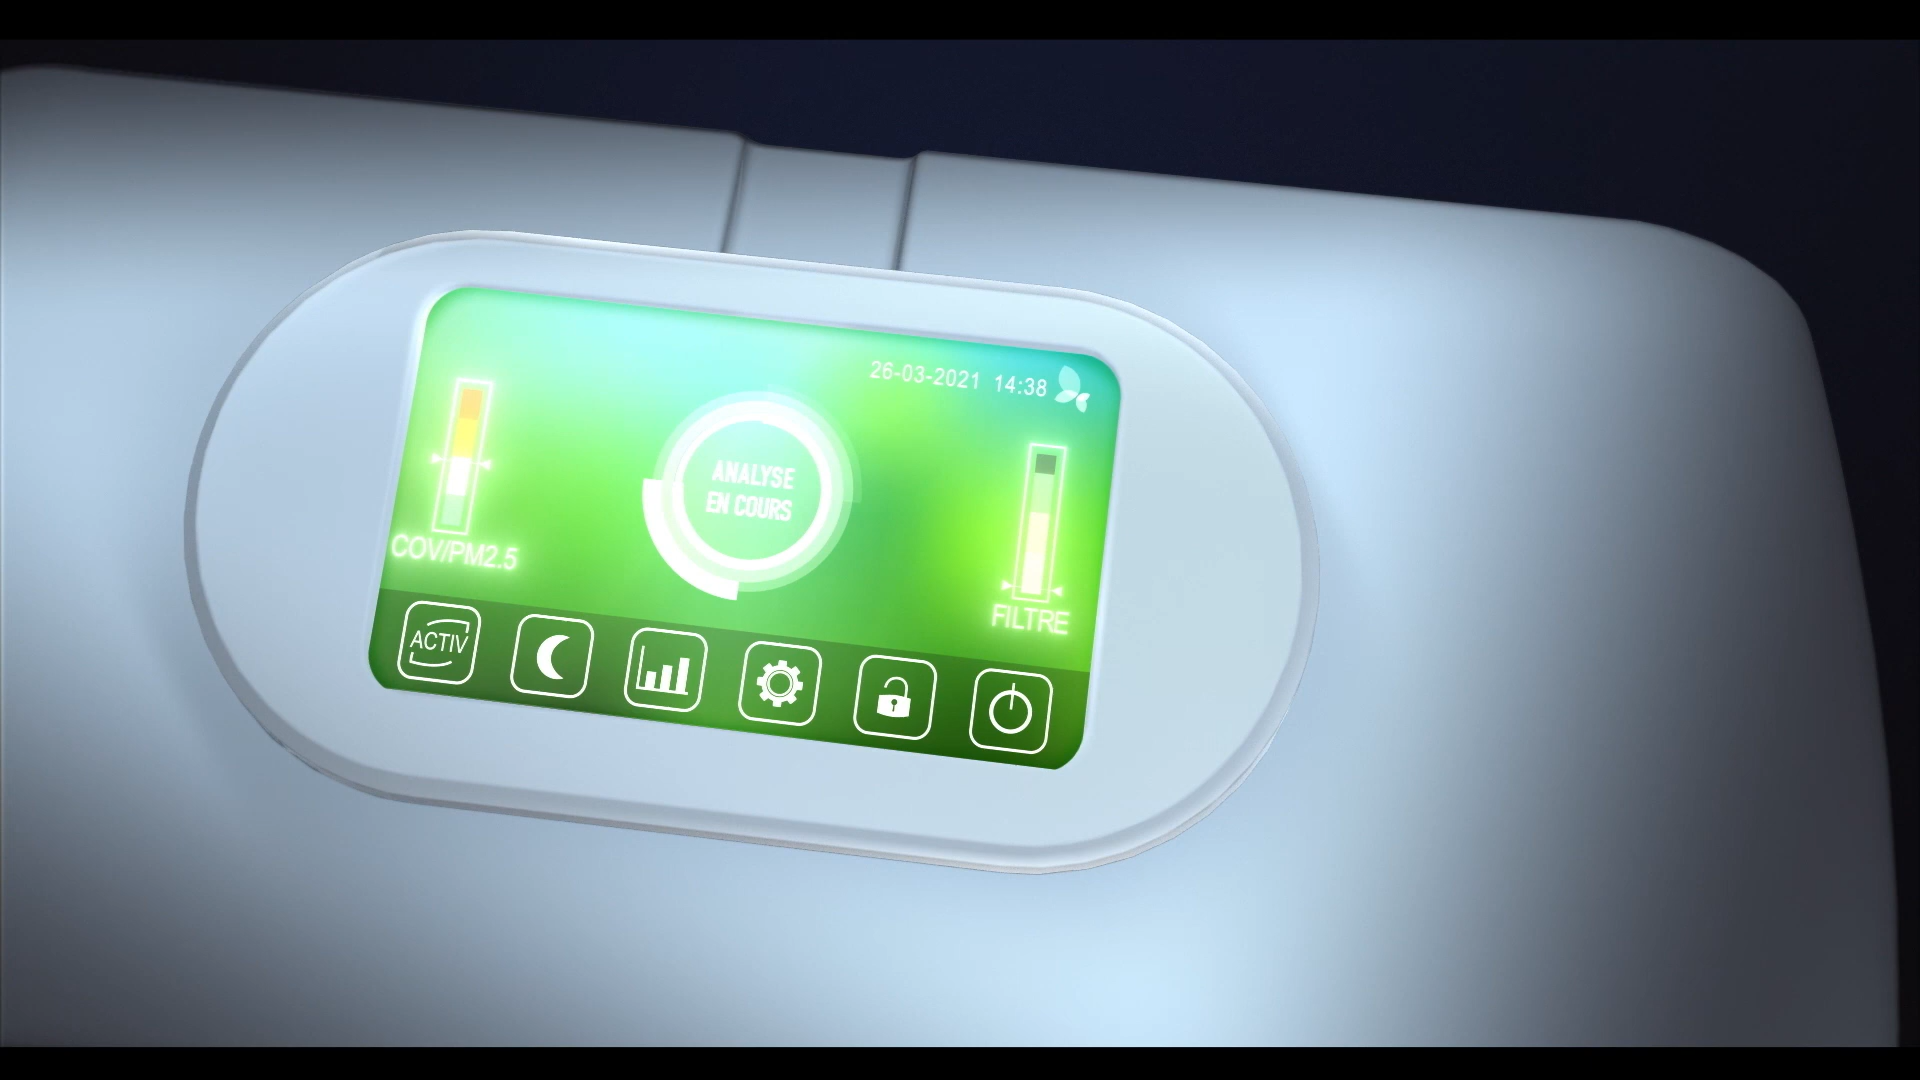 26-03-2021 14:38
ANALYSE
EN COURS
COV/PM2.5
FILTRE
ACTIV